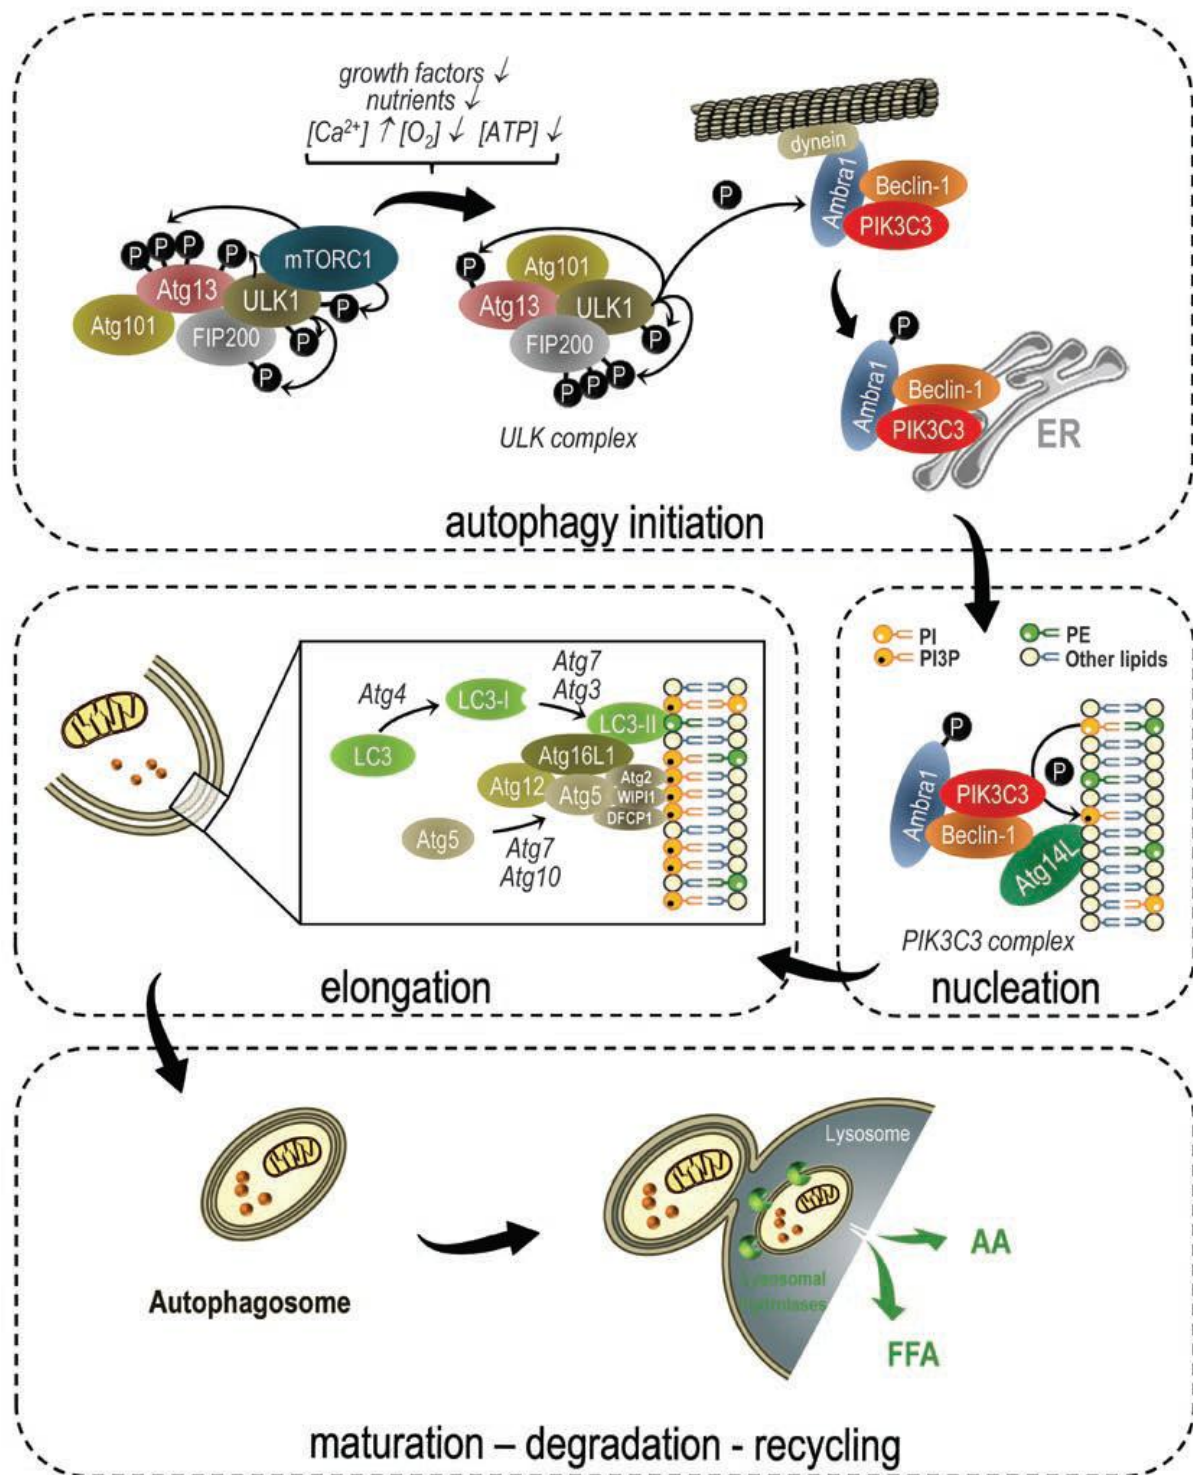 growth factors ↓
nutrients ↓
[Ca²⁺] ↑ [O₂] ↓ [ATP] ↓
dynein
Ambra1
Beclin-1
PIK3C3
P
P P P P
mTORC1
Atg13
ULK1
Atg101
FIP200
P
P
P
P
Atg101
Atg13
ULK1
FIP200
P
P P P
ULK complex
P
Ambra1
Beclin-1
PIK3C3
ER
autophagy initiation
PI
PE
PI3P
Other lipids
P
P
Ambra1
PIK3C3
Beclin-1
Atg14L
PIK3C3 complex
nucleation
Atg4
LC3-I
Atg7
Atg3
LC3
LC3-II
Atg16L1
Atg12
Atg5
Atg2
WIPI1
DFCP1
Atg5
Atg7
Atg10
elongation
Lysosome
Lysosomal
AA
FFA
Autophagosome
maturation – degradation - recycling